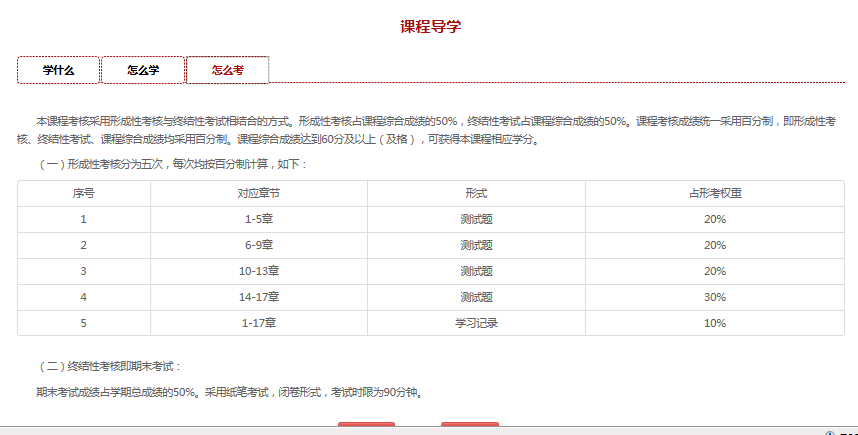 课程导学
学什么 怎么学 怎么考
本课程考核采用形成性考核与终结性考试相结合的方式。形成性考核占课程综合成绩的50%，终结性考试占课程综合成绩的50%。课程考核成绩统一采用百分制，即形成性考
核、终结性考试、课程综合成绩均采用百分制。课程综合成绩达到60分及以上（及格），可获得本课程相应学分。
（一）形成性考核分为五次，每次均按百分制计算，如下：
序号 对应章节 形式 占形考权重
1 1-5章 测试题 20%
2 6-9章 测试题 20%
3 10-13章 测试题 20%
4 14-17章 测试题 30%
5 1-17章 学习记录 10%
（二）终结性考核即期末考试：
期末考试成绩占学期总成绩的50%。采用纸笔考试，闭卷形式，考试时限为90分钟。